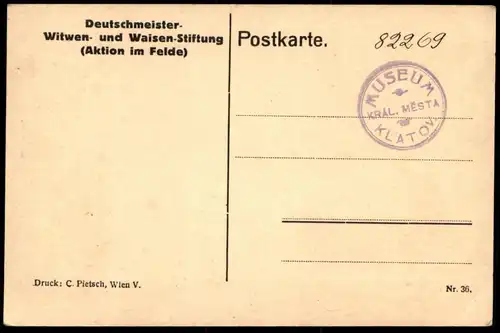 Deutschmeister-
Witwen- und Waisen-Stiftung
(Aktion im Felde)
Postkarte.
82269
MUSEUM
KRÁL. MĚSTA
KLATOV
Druck: C. Pietsch, Wien V.
Nr. 36.